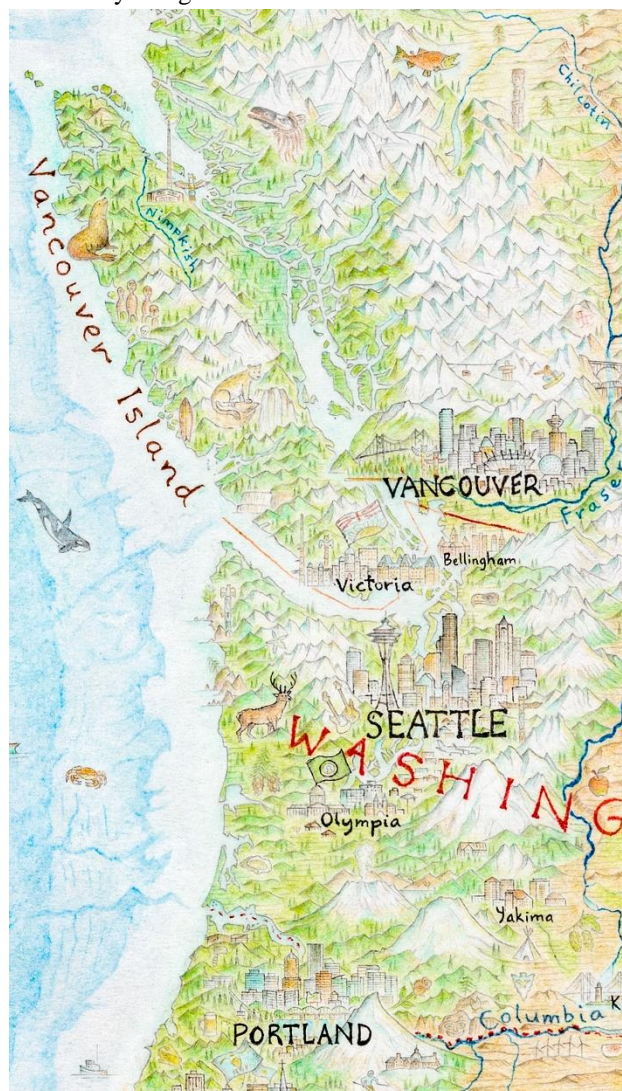 Chilcotin
Vancouver Island
Nimpkish
VANCOUVER
Fraser
Bellingham
Victoria
SEATTLE
WASHING
Olympia
Yakima
Columbia
K
PORTLAND